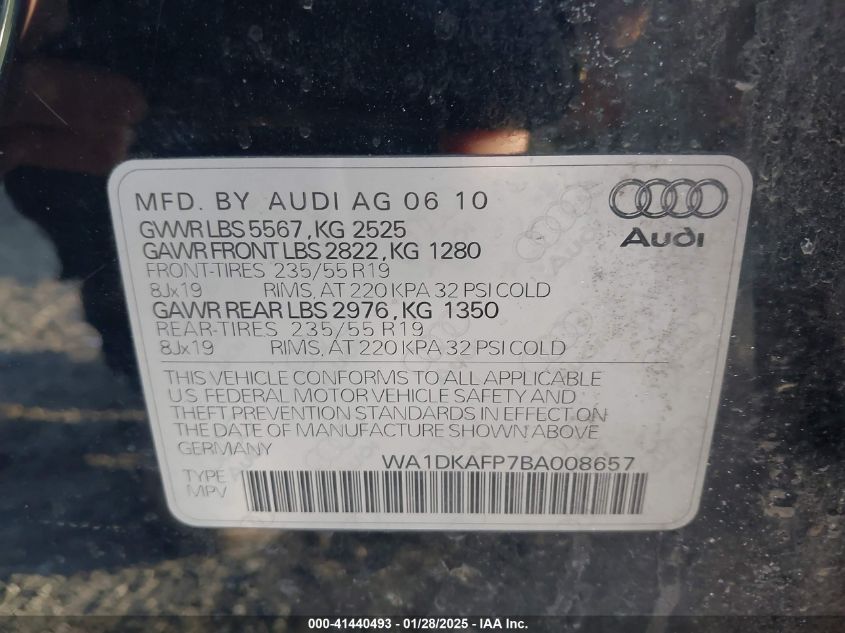 MFD. BY AUDI AG 06 10
GVWR LBS 5567, KG 2525
GAWR FRONT LBS 2822, KG 1280
FRONT-TIRES 235/55 R19
8Jx19 RIMS, AT 220 KPA 32 PSI COLD
GAWR REAR LBS 2976, KG 1350
REAR-TIRES 235/55 R19
8Jx19 RIMS, AT 220 KPA 32 PSI COLD
Audi
THIS VEHICLE CONFORMS TO ALL APPLICABLE
U.S. FEDERAL MOTOR VEHICLE SAFETY AND
THEFT PREVENTION STANDARDS IN EFFECT ON
THE DATE OF MANUFACTURE SHOWN ABOVE
GERMANY
WA1DKAFP7BA008657
TYPE
MPV
000-41440493 - 01/28/2025 - IAA Inc.